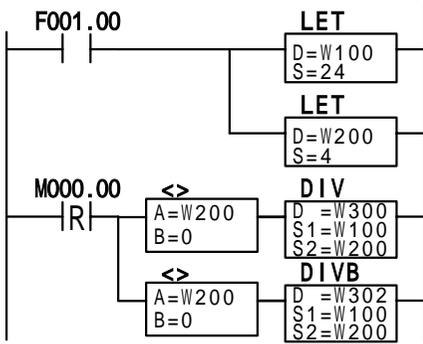 F001.00
LET
D=W100
S=24
LET
D=W200
S=4
M000.00
R
<>
A=W200
B=0
DIV
D =W300
S1=W100
S2=W200
<>
A=W200
B=0
DIVB
D =W302
S1=W100
S2=W200